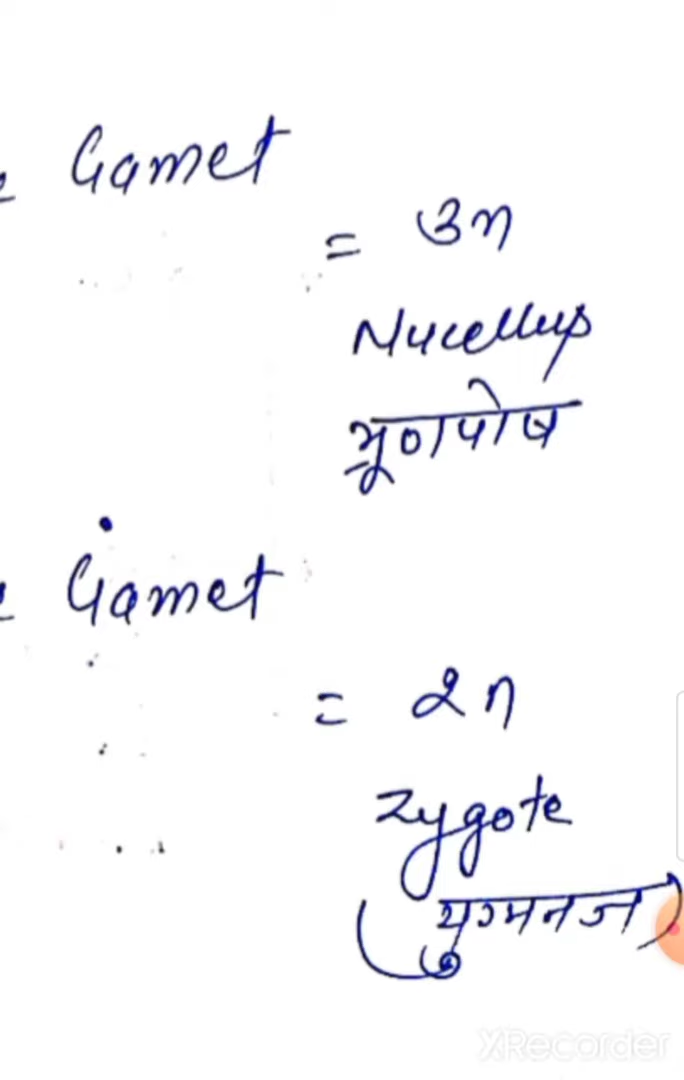 Gamet
= 3n
Nucellus
भ्रूणपोष
Gamet
= 2n
Zygote
(युग्मनज)
XRecorder